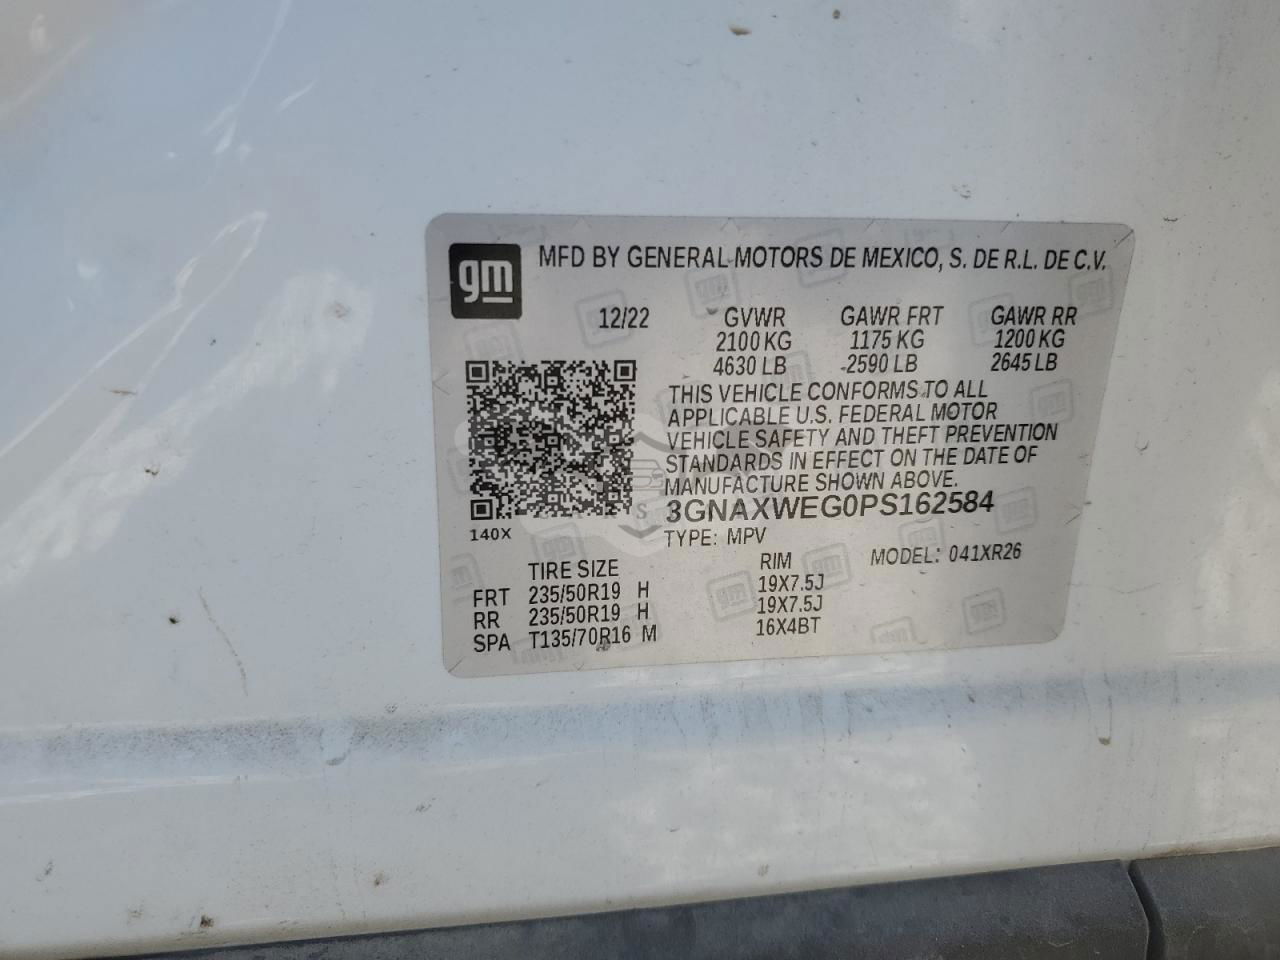 gm
MFD BY GENERAL MOTORS DE MEXICO, S. DE R.L. DE C.V.
12/22 GVWR GAWR FRT GAWR RR
2100 KG 1175 KG 1200 KG
4630 LB 2590 LB 2645 LB
THIS VEHICLE CONFORMS TO ALL
APPLICABLE U.S. FEDERAL MOTOR
VEHICLE SAFETY AND THEFT PREVENTION
STANDARDS IN EFFECT ON THE DATE OF
MANUFACTURE SHOWN ABOVE.
3GNAXWEG0PS162584
140X
TYPE: MPV
MODEL: 041XR26
TIRE SIZE RIM
FRT 235/50R19 H 19X7.5J
RR 235/50R19 H 19X7.5J
SPA T135/70R16 M 16X4BT